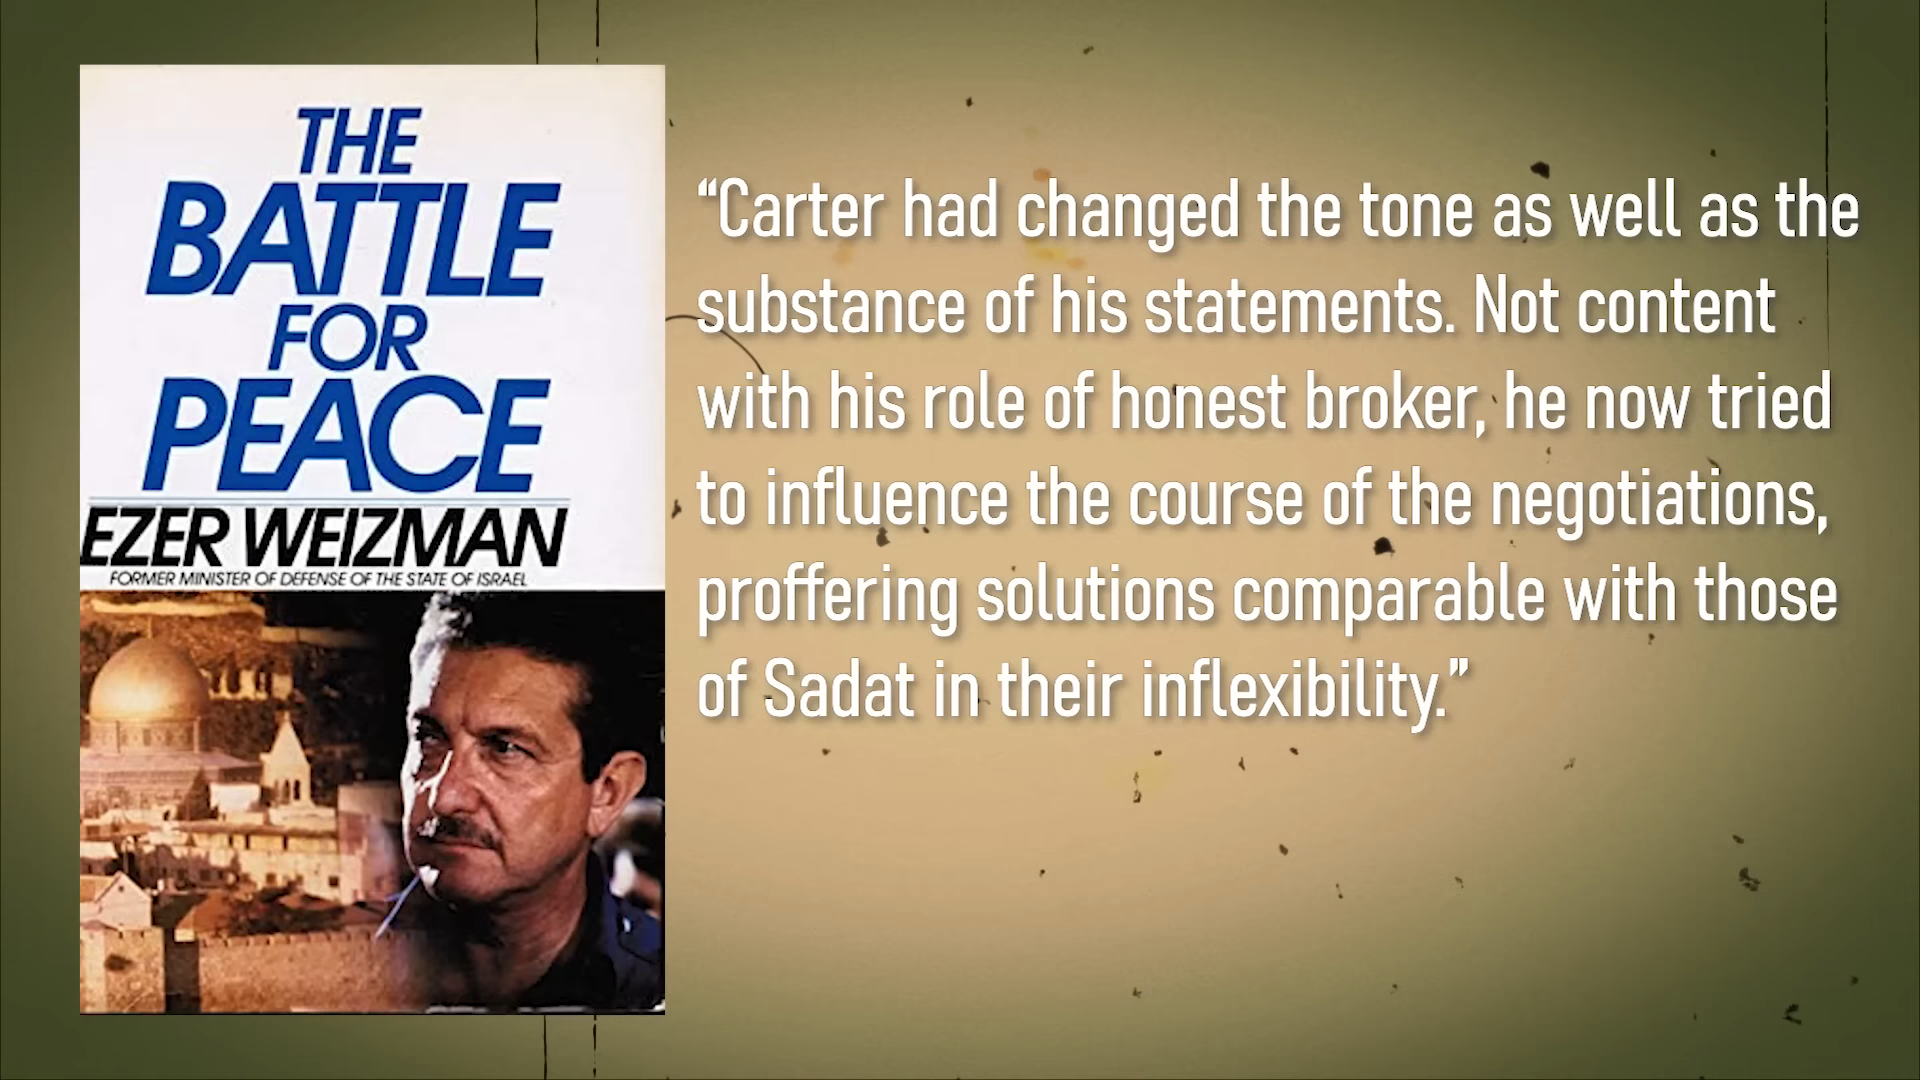 THE
BATTLE
FOR
PEACE
EZER WEIZMAN
FORMER MINISTER OF DEFENSE OF THE STATE OF ISRAEL
“Carter had changed the tone as well as the
substance of his statements. Not content
with his role of honest broker, he now tried
to influence the course of the negotiations,
proffering solutions comparable with those
of Sadat in their inflexibility.”